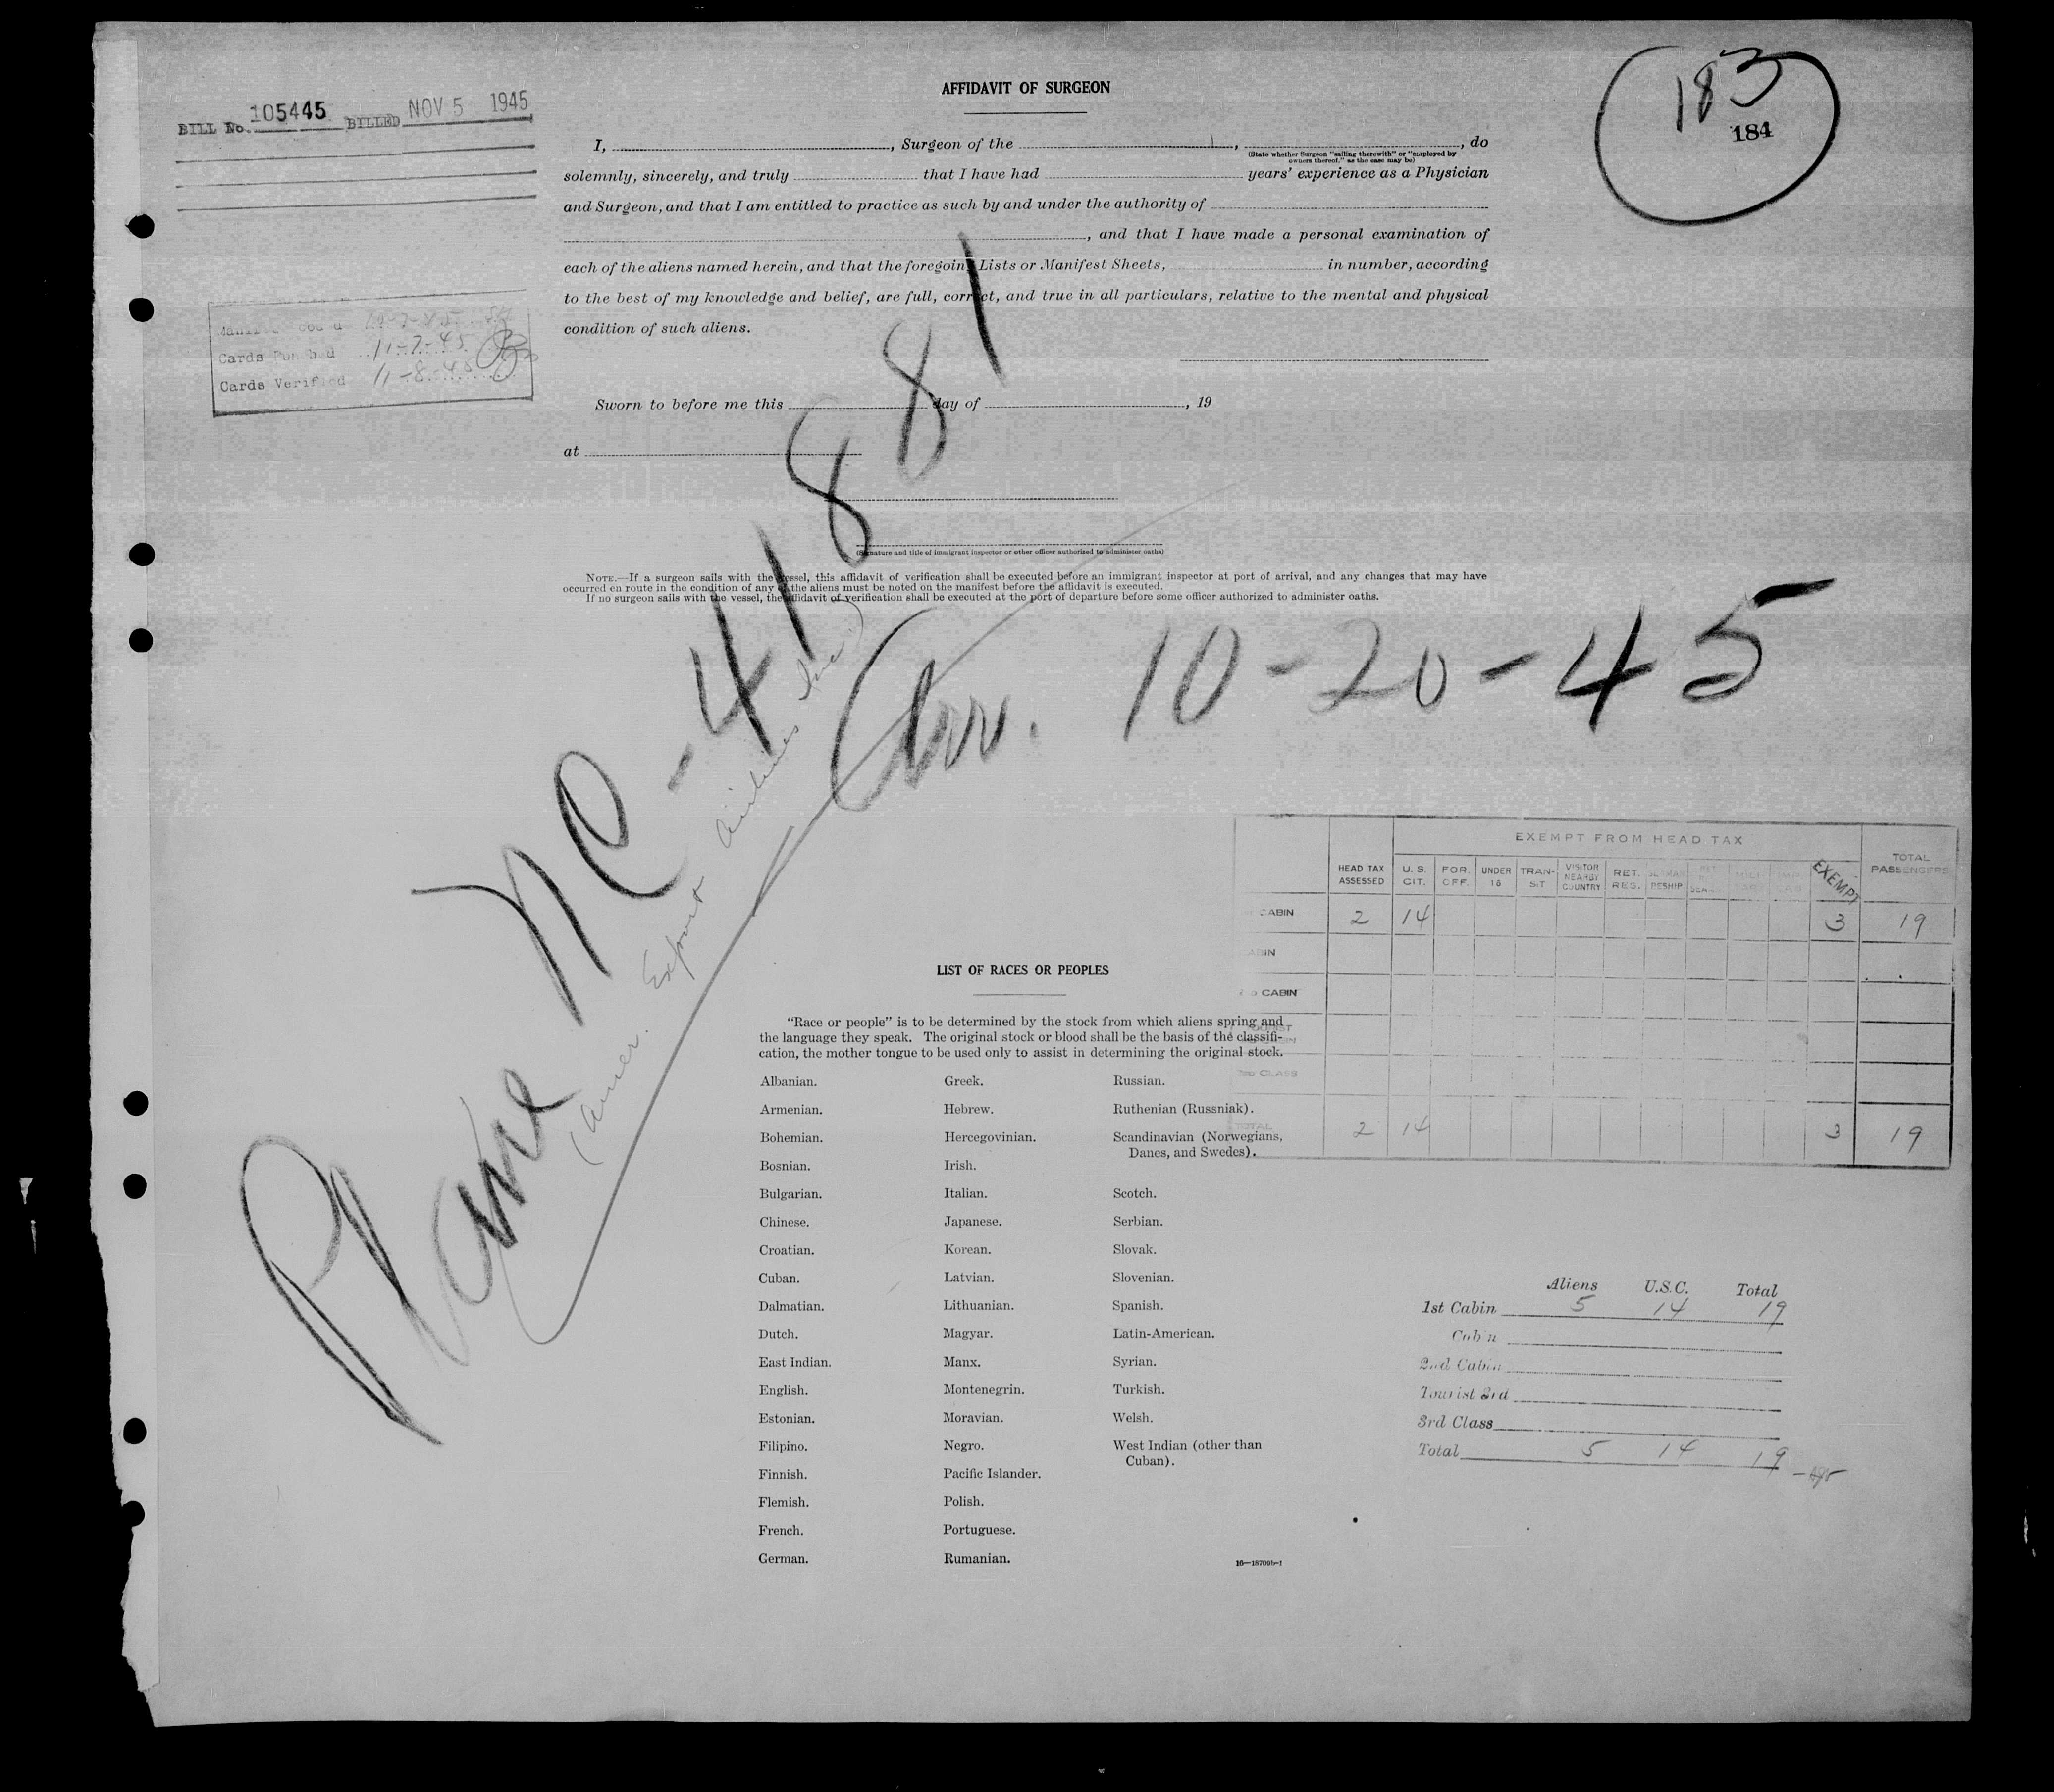 AFFIDAVIT OF SURGEON
183
184
BILL No. 105445 BILLED NOV 5 1945
I, , Surgeon of the , , do
(State whether Surgeon "sailing therewith" or "employed by
owners thereof," as the case may be)
solemnly, sincerely, and truly that I have had years' experience as a Physician
and Surgeon, and that I am entitled to practice as such by and under the authority of
, and that I have made a personal examination of
each of the aliens named herein, and that the foregoing Lists or Manifest Sheets, in number, according
to the best of my knowledge and belief, are full, correct, and true in all particulars, relative to the mental and physical
condition of such aliens.
Cards Punched 11-7-45
Cards Verified 11-8-45
Sworn to before me this day of , 19
at
(Signature and title of immigrant inspector or other officer authorized to administer oaths)
NOTE.—If a surgeon sails with the vessel, this affidavit of verification shall be executed before an immigrant inspector at port of arrival, and any changes that may have
occurred en route in the condition of any of the aliens must be noted on the manifest before the affidavit is executed.
If no surgeon sails with the vessel, the affidavit of verification shall be executed at the port of departure before some officer authorized to administer oaths.
Plane NC-41881
(Amer. Export Airlines Inc.)
Arr. 10-20-45
EXEMPT FROM HEAD TAX
HEAD TAX ASSESSED U. S. CIT. FOR. OFF. UNDER 16 TRANSIT VISITOR NEARBY COUNTRY RET. RES. EXEMPT TOTAL PASSENGERS
CABIN 2 14 3 19
CABIN
CABIN
TOURIST
3RD CLASS
TOTAL 2 14 3 19
LIST OF RACES OR PEOPLES
"Race or people" is to be determined by the stock from which aliens spring and
the language they speak. The original stock or blood shall be the basis of the classifi-
cation, the mother tongue to be used only to assist in determining the original stock.
Albanian.
Armenian.
Bohemian.
Bosnian.
Bulgarian.
Chinese.
Croatian.
Cuban.
Dalmatian.
Dutch.
East Indian.
English.
Estonian.
Filipino.
Finnish.
Flemish.
French.
German.
Greek.
Hebrew.
Hercegovinian.
Irish.
Italian.
Japanese.
Korean.
Latvian.
Lithuanian.
Magyar.
Manx.
Montenegrin.
Moravian.
Negro.
Pacific Islander.
Polish.
Portuguese.
Rumanian.
Russian.
Ruthenian (Russniak).
Scandinavian (Norwegians,
Danes, and Swedes).
Scotch.
Serbian.
Slovak.
Slovenian.
Spanish.
Latin-American.
Syrian.
Turkish.
Welsh.
West Indian (other than
Cuban).
Aliens U.S.C. Total
1st Cabin 5 14 19
Cabin
2nd Cabin
Tourist 3rd
3rd Class
Total 5 14 19